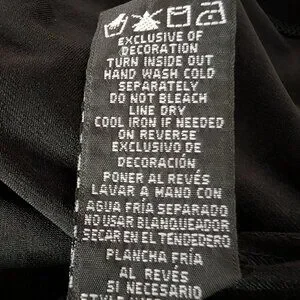 EXCLUSIVE OF
DECORATION
TURN INSIDE OUT
HAND WASH COLD
SEPARATELY
DO NOT BLEACH
LINE DRY
COOL IRON IF NEEDED
ON REVERSE
EXCLUSIVO DE
DECORACIÓN
PONER AL REVÉS
LAVAR A MANO CON
AGUA FRÍA SEPARADO
NO USAR BLANQUEADOR
SECAR EN EL TENDEDERO
PLANCHA FRÍA
AL REVÉS
SI NECESARIO
STYLE